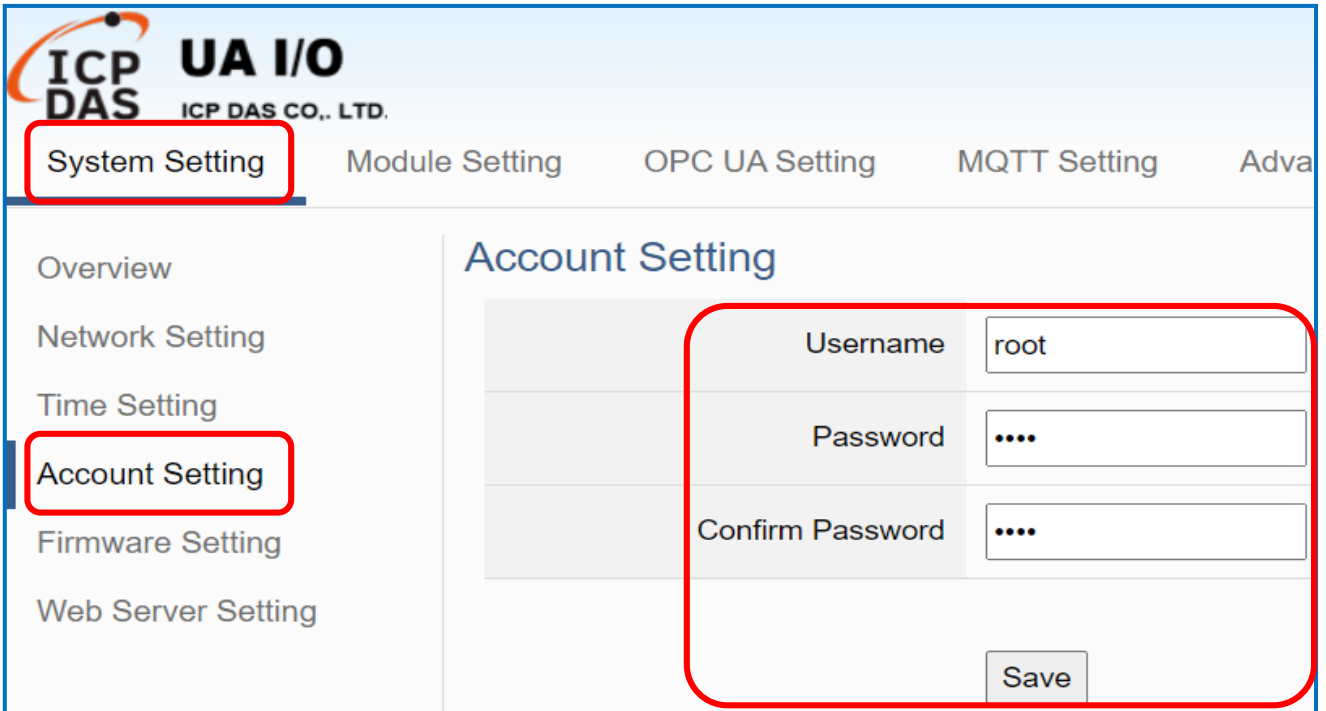 ICP
DAS
UA I/O
ICP DAS CO,. LTD.
System Setting Module Setting OPC UA Setting MQTT Setting Adva
Overview
Network Setting
Time Setting
Account Setting
Firmware Setting
Web Server Setting
Account Setting
Username root
Password ••••
Confirm Password ••••
Save